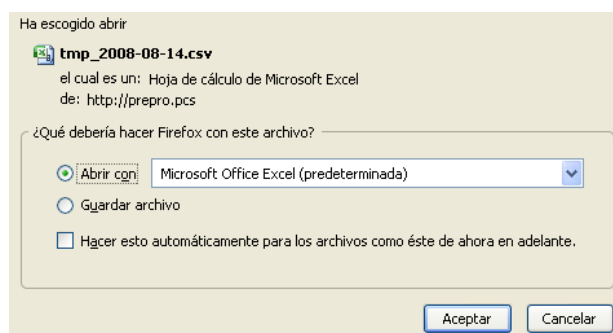 Ha escogido abrir
tmp_2008-08-14.csv
el cual es un: Hoja de cálculo de Microsoft Excel
de: http://prepro.pcs
¿Qué debería hacer Firefox con este archivo?
Abrir con Microsoft Office Excel (predeterminada)
Guardar archivo
Hacer esto automáticamente para los archivos como éste de ahora en adelante.
Aceptar Cancelar